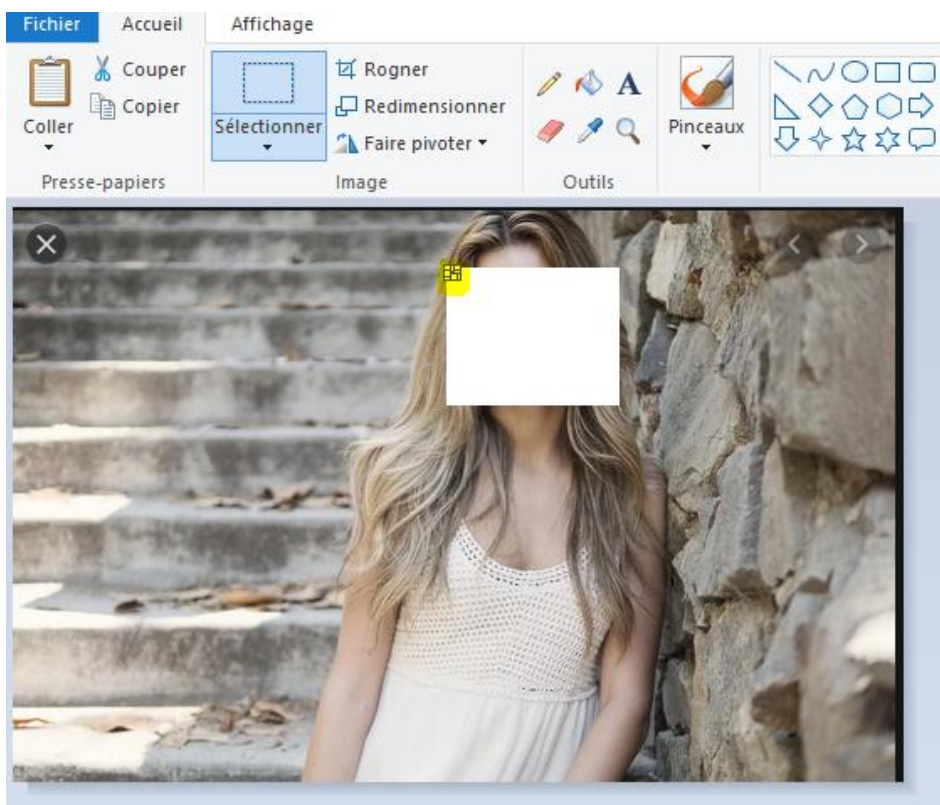 Fichier Accueil Affichage
Coller
Couper
Copier
Presse-papiers
Sélectionner
Rogner
Redimensionner
Faire pivoter
Image
A
Outils
Pinceaux